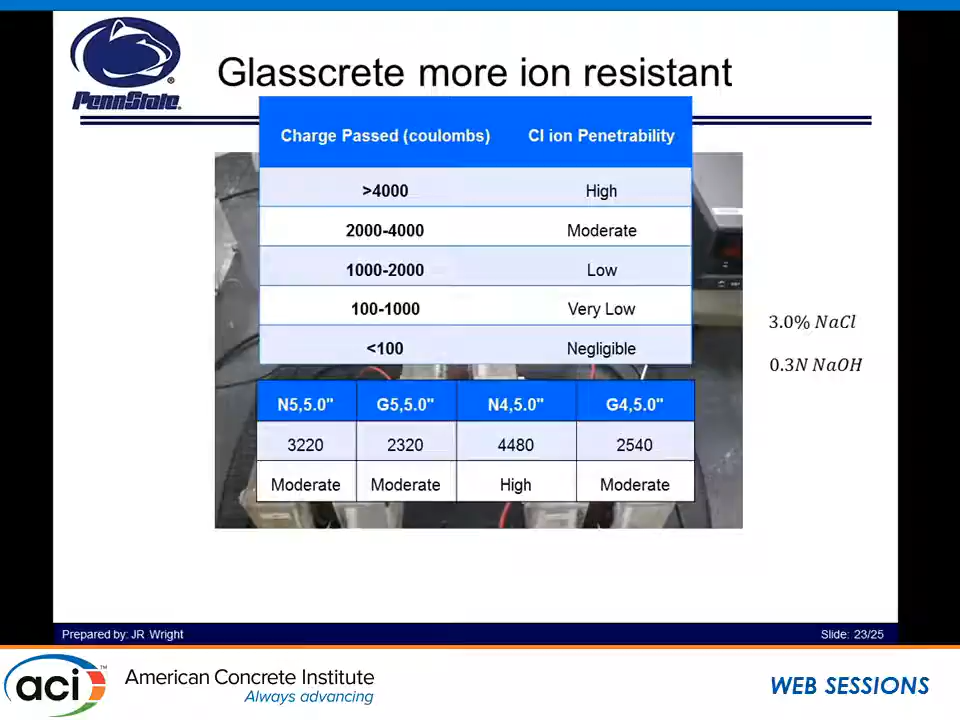 PennState®
Glasscrete more ion resistant
Charge Passed (coulombs) Cl ion Penetrability
>4000 High
2000-4000 Moderate
1000-2000 Low
100-1000 Very Low
<100 Negligible
3.0% NaCl
0.3N NaOH
N5,5.0" G5,5.0" N4,5.0" G4,5.0"
3220 2320 4480 2540
Moderate Moderate High Moderate
Prepared by: JR Wright Slide: 23/25
aci™ American Concrete Institute
Always advancing
WEB SESSIONS